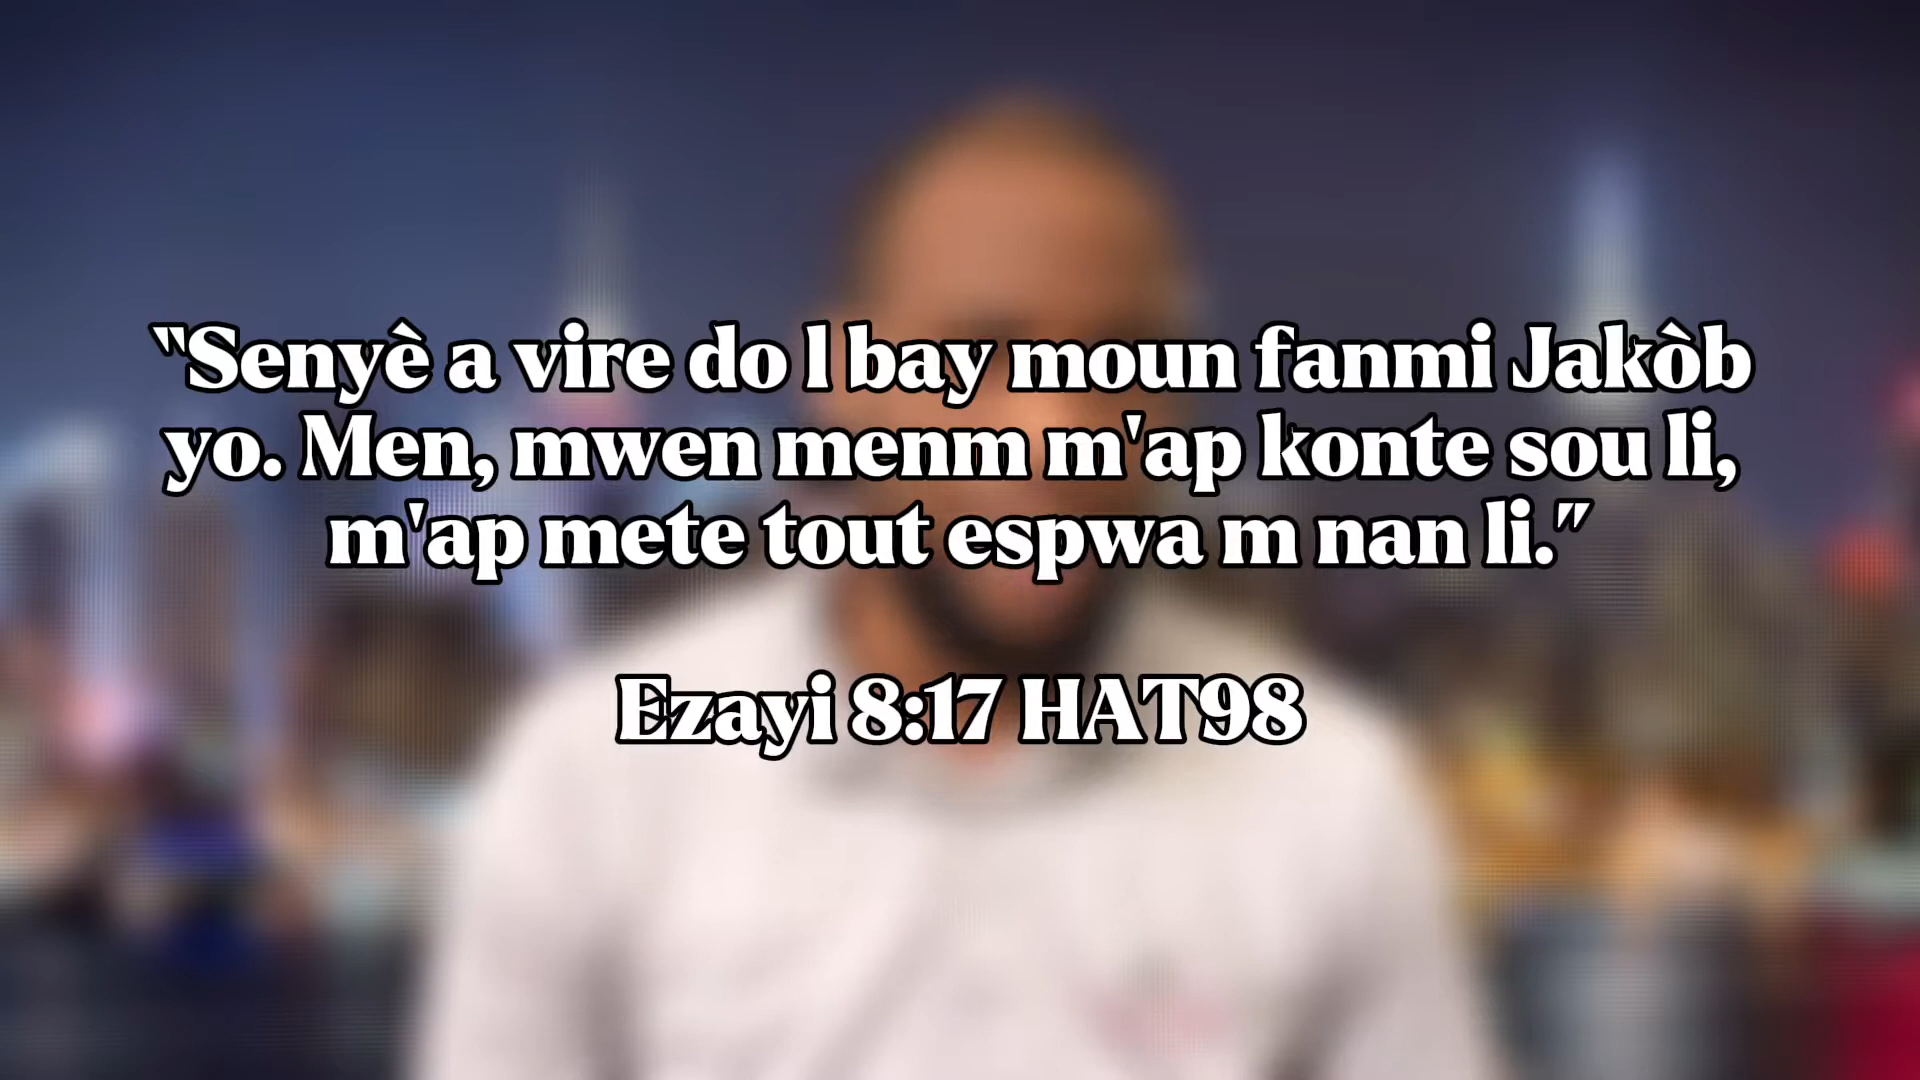 “Senyè a vire do l bay moun fanmi Jakòb
yo. Men, mwen menm m'ap konte sou li,
m'ap mete tout espwa m nan li.”
Ezayi 8:17 HAT98